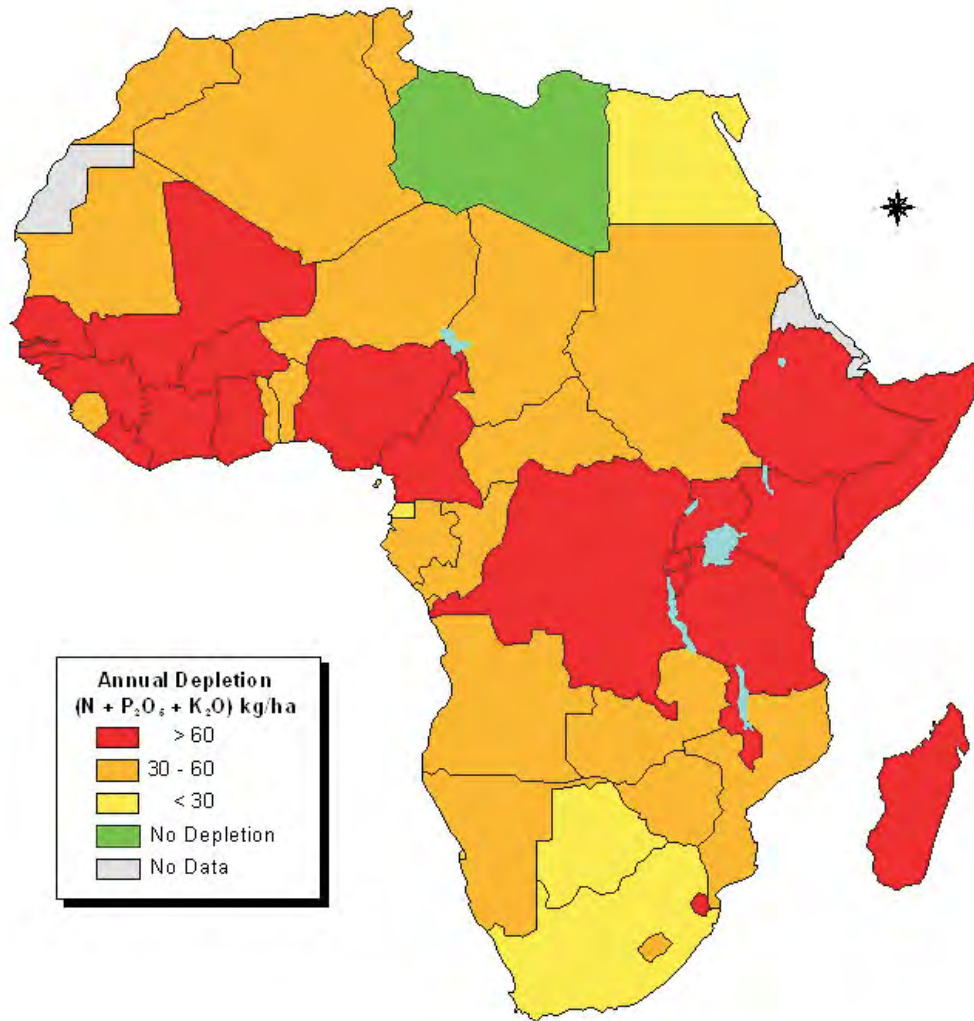 Annual Depletion
(N + P₂O₅ + K₂O) kg/ha
> 60
30 - 60
< 30
No Depletion
No Data